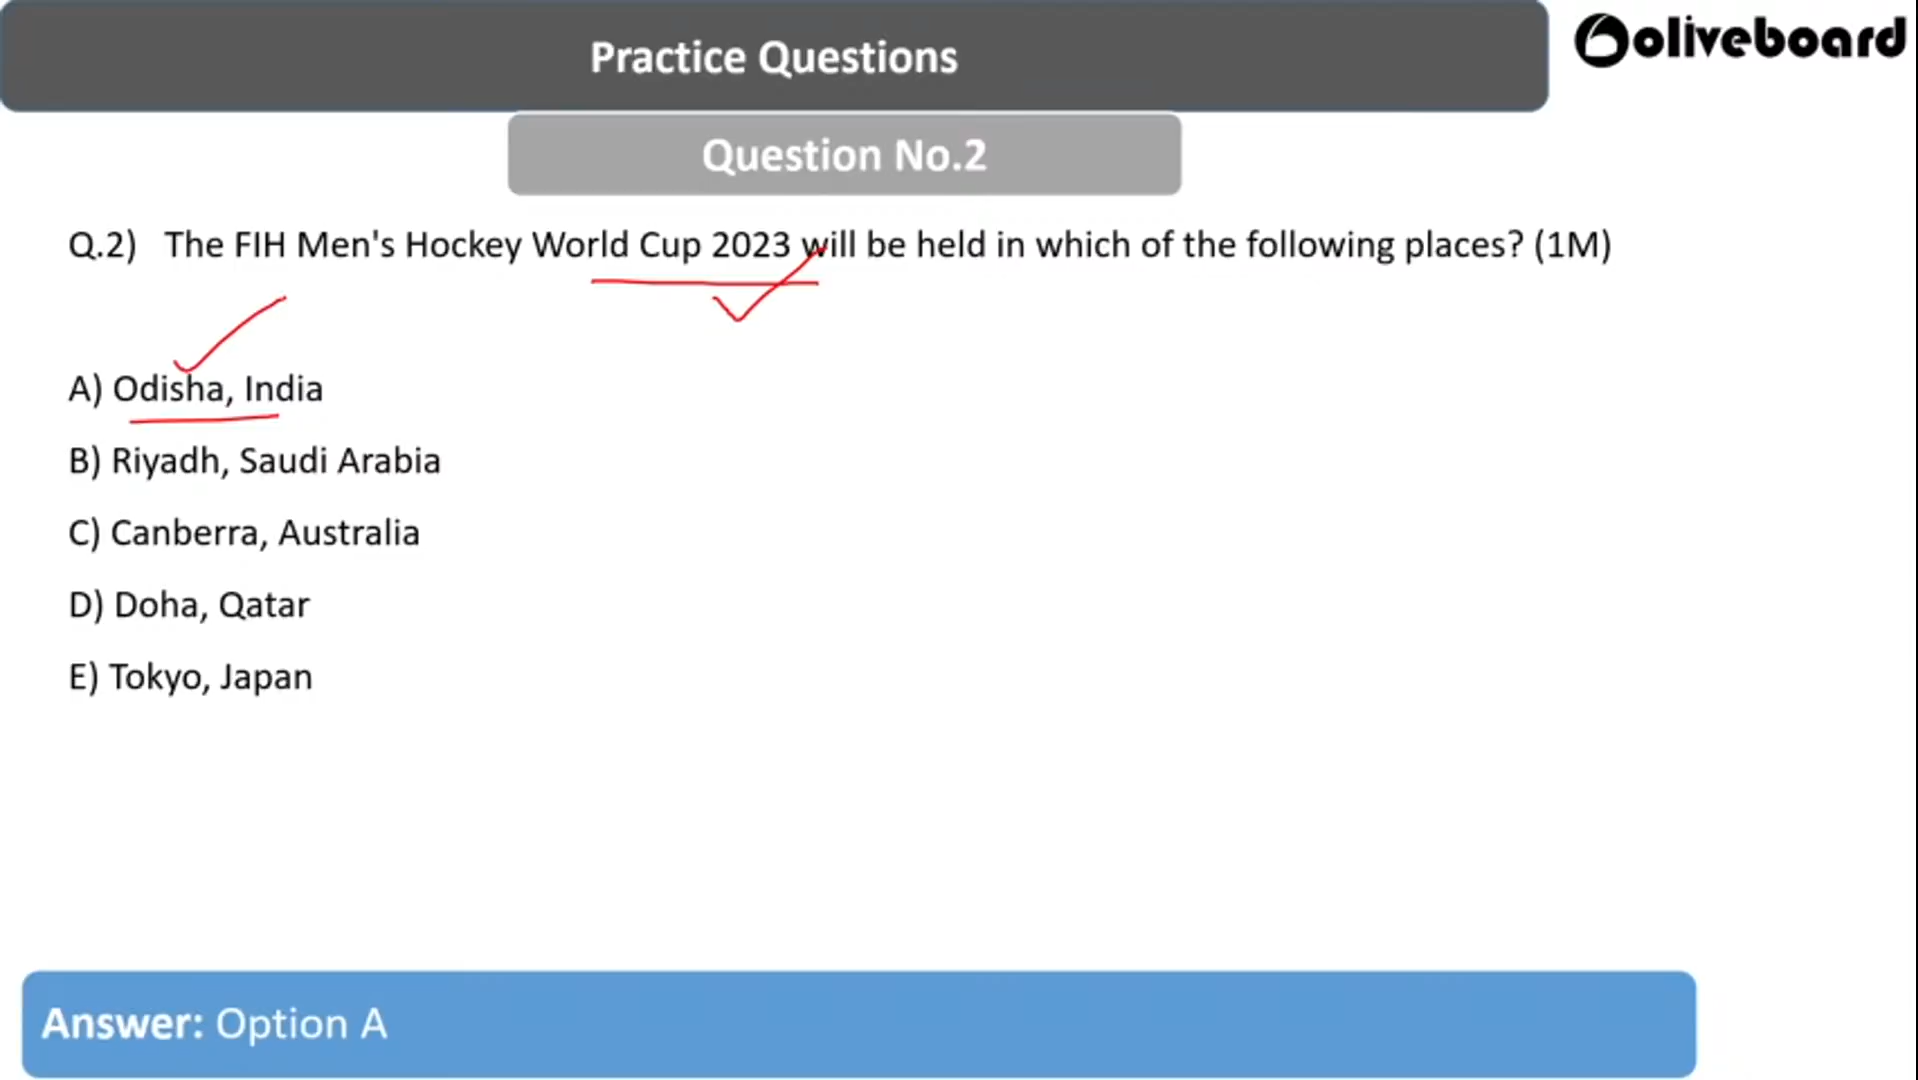 Practice Questions
oliveboard
Question No.2
Q.2) The FIH Men's Hockey World Cup 2023 will be held in which of the following places? (1M)
A) Odisha, India
B) Riyadh, Saudi Arabia
C) Canberra, Australia
D) Doha, Qatar
E) Tokyo, Japan
Answer: Option A